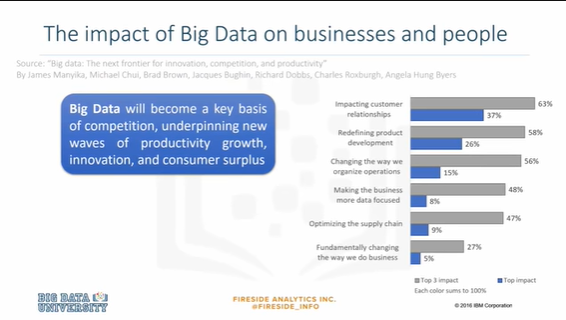 The impact of Big Data on businesses and people
Source: "Big data: The next frontier for innovation, competition, and productivity"
By James Manyika, Michael Chui, Brad Brown, Jacques Bughin, Richard Dobbs, Charles Roxburgh, Angela Hung Byers
Big Data will become a key basis
of competition, underpinning new
waves of productivity growth,
innovation, and consumer surplus
Impacting customer
relationships
63%
37%
Redefining product
development
58%
26%
Changing the way we
organize operations
56%
15%
Making the business
more data focused
48%
8%
Optimizing the supply chain
47%
9%
Fundamentally changing
the way we do business
27%
5%
Top 3 impact
Top impact
Each color sums to 100%
BIG DATA
UNIVERSITY
FIRESIDE ANALYTICS INC.
@FIRESIDE_INFO
© 2016 IBM Corporation